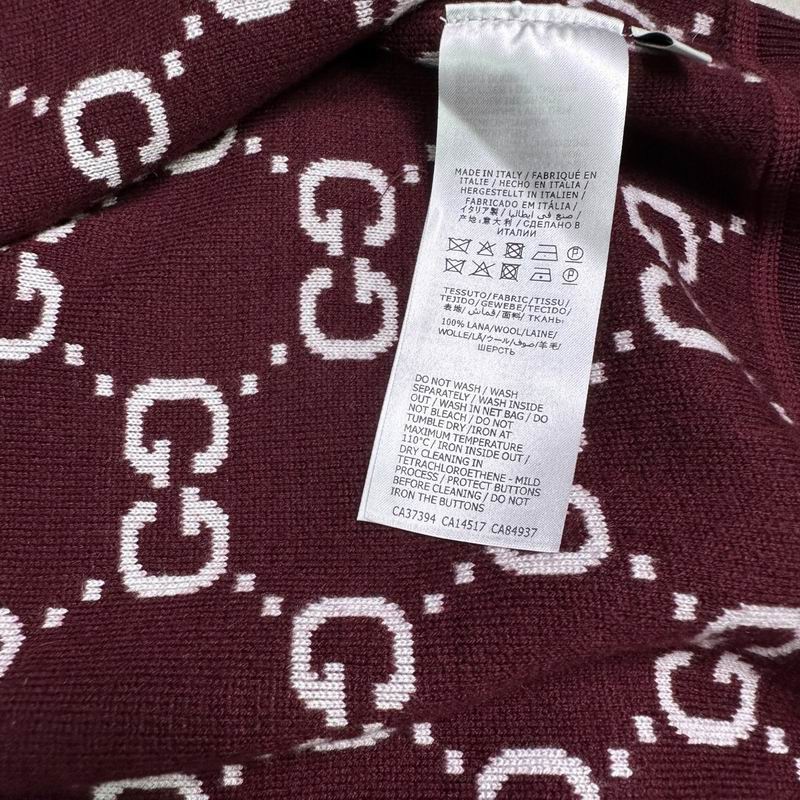 MADE IN ITALY / FABRIQUÉ EN
ITALIE / HECHO EN ITALIA /
HERGESTELLT IN ITALIEN /
FABRICADO EM ITÁLIA /
イタリア製 / صنع في ايطاليا /
产地:意大利 / СДЕЛАНО В
ИТАЛИИ
P
P
TESSUTO/FABRIC/TISSU/
TEJIDO/GEWEBE/TECIDO/
表地/قماش/面料/ТКАНЬ
100% LANA/WOOL/LAINE/
WOLLE/LÃ/ウール/صوف/羊毛/
ШЕРСТЬ
DO NOT WASH / WASH
SEPARATELY / WASH INSIDE
OUT / WASH IN NET BAG / DO
NOT BLEACH / DO NOT
TUMBLE DRY /IRON AT
MAXIMUM TEMPERATURE
110°C / IRON INSIDE OUT /
DRY CLEANING IN
TETRACHLOROETHENE - MILD
PROCESS / PROTECT BUTTONS
BEFORE CLEANING / DO NOT
IRON THE BUTTONS
CA37394 CA14517 CA84937